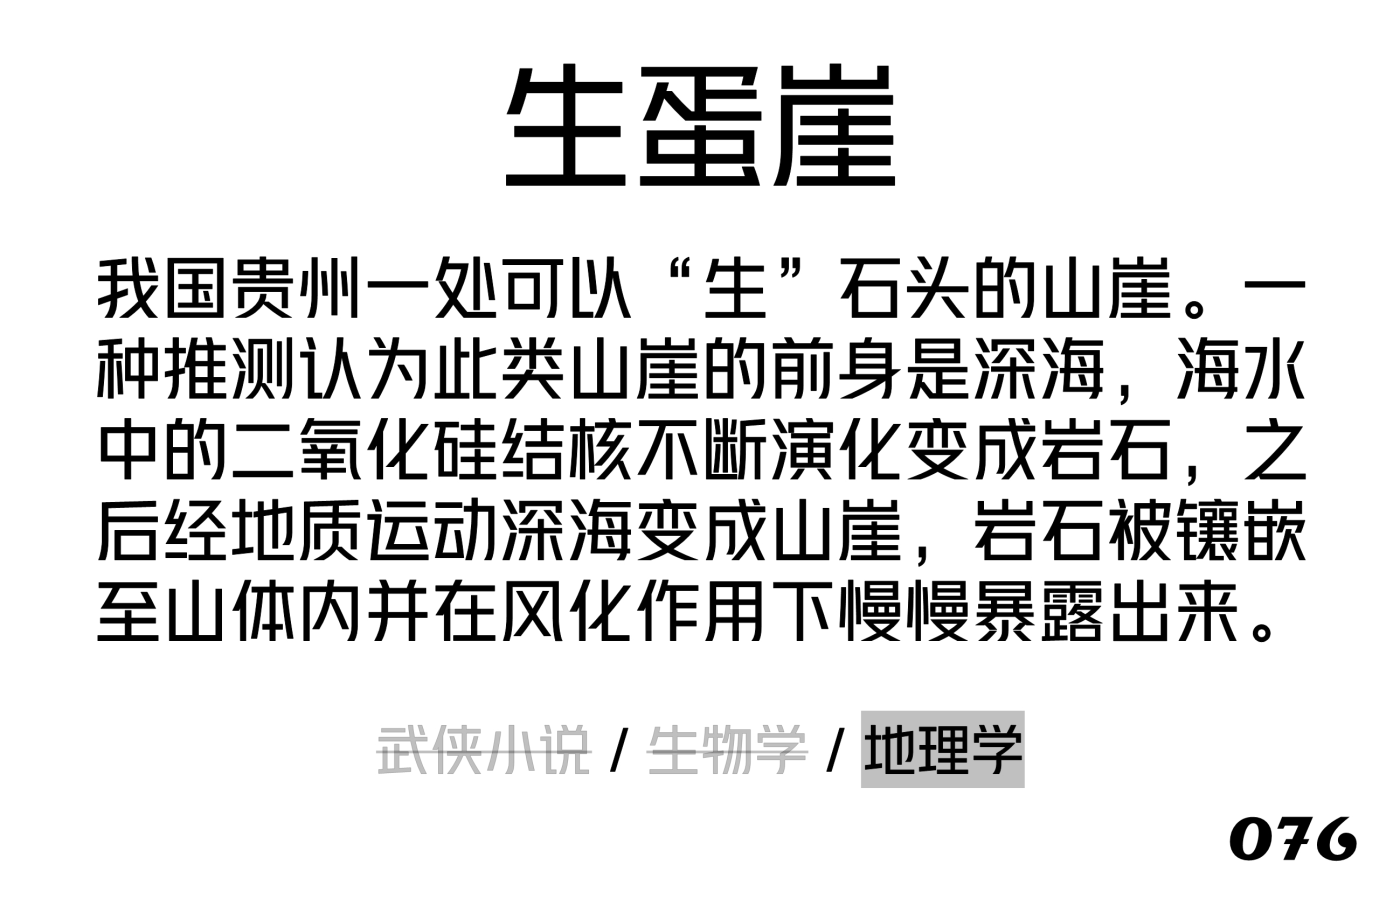 生蛋崖
我国贵州一处可以“生”石头的山崖。一
种推测认为此类山崖的前身是深海，海水
中的二氧化硅结核不断演化变成岩石，之
后经地质运动深海变成山崖，岩石被镶嵌
至山体内并在风化作用下慢慢暴露出来。
武侠小说 / 生物学 / 地理学
076